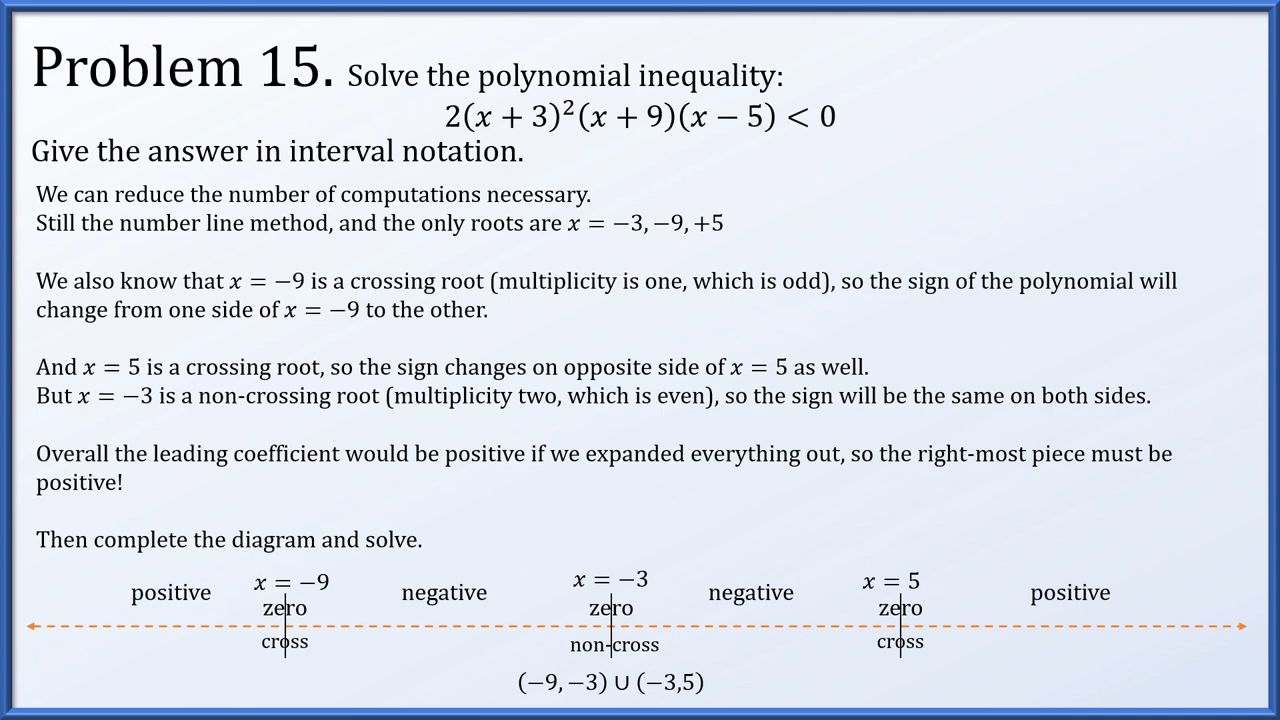 Problem 15. Solve the polynomial inequality:
2(x + 3)²(x + 9)(x − 5) < 0
Give the answer in interval notation.
We can reduce the number of computations necessary.
Still the number line method, and the only roots are x = −3, −9, +5
We also know that x = −9 is a crossing root (multiplicity is one, which is odd), so the sign of the polynomial will
change from one side of x = −9 to the other.
And x = 5 is a crossing root, so the sign changes on opposite side of x = 5 as well.
But x = −3 is a non-crossing root (multiplicity two, which is even), so the sign will be the same on both sides.
Overall the leading coefficient would be positive if we expanded everything out, so the right-most piece must be
positive!
Then complete the diagram and solve.
positive x = −9 negative x = −3 negative x = 5 positive
zero zero zero
cross non-cross cross
(−9, −3) ∪ (−3,5)